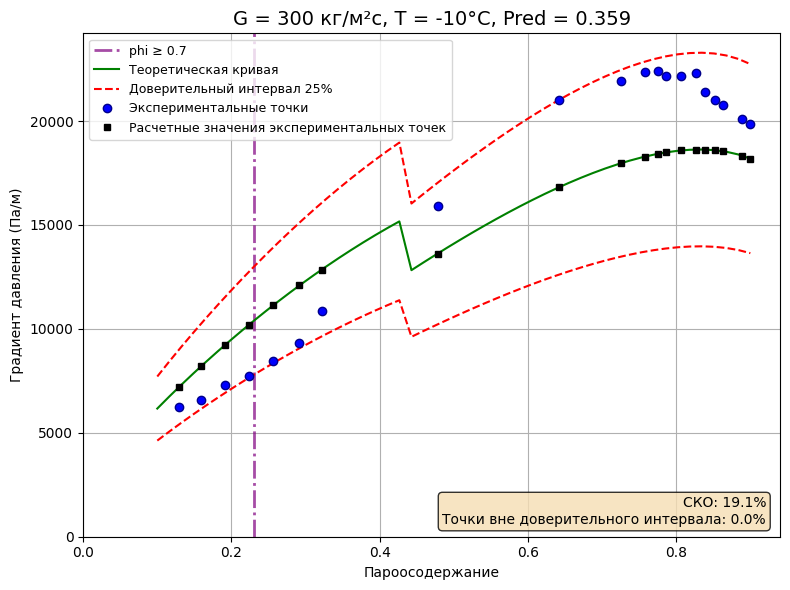 G = 300 кг/м²с, T = -10°C, Pred = 0.359
phi ≥ 0.7
Теоретическая кривая
Доверительный интервал 25%
Экспериментальные точки
Расчетные значения экспериментальных точек
Градиент давления (Па/м)
20000
15000
10000
5000
0
СКО: 19.1%
Точки вне доверительного интервала: 0.0%
0.0
0.2
0.4
0.6
0.8
Пароосодержание